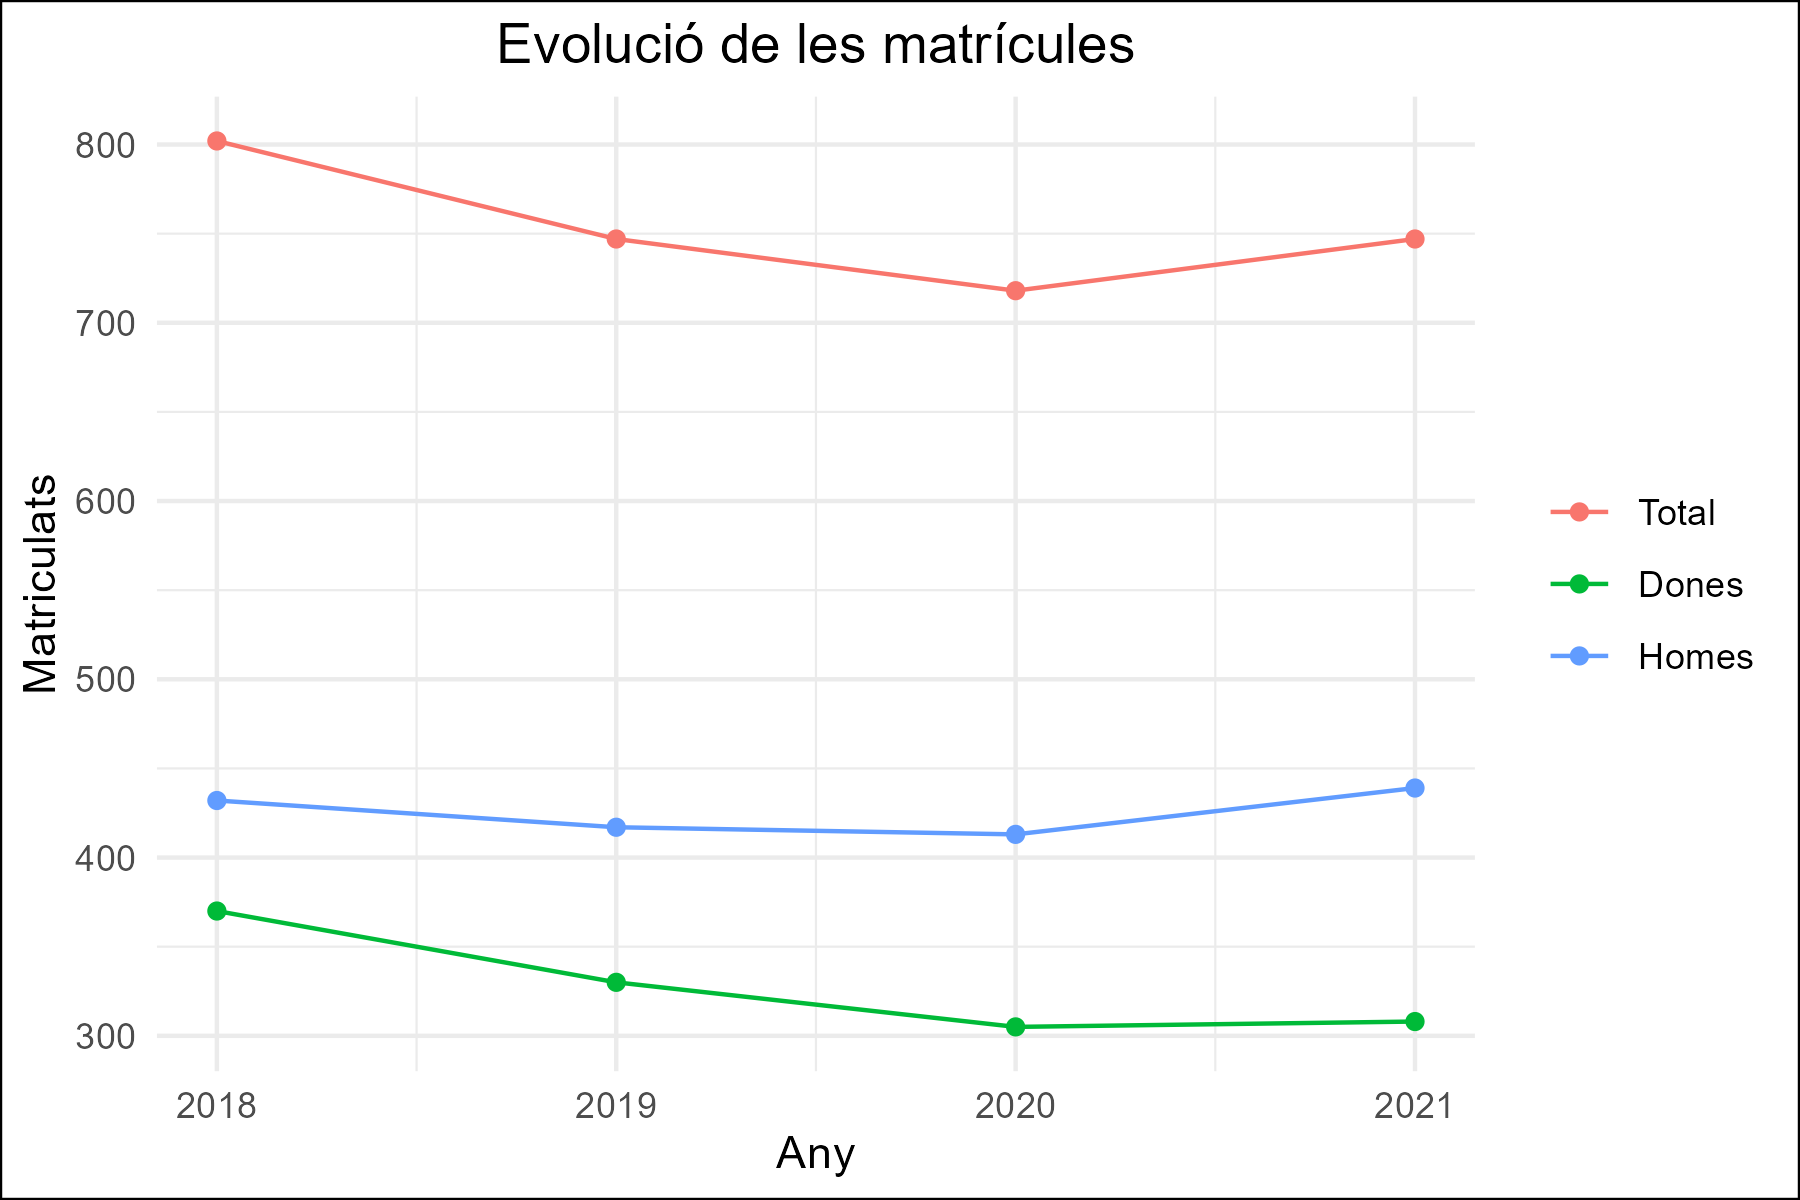 Evolució de les matrícules
Matriculats
800
700
600
500
400
300
2018 2019 2020 2021
Any
Total
Dones
Homes